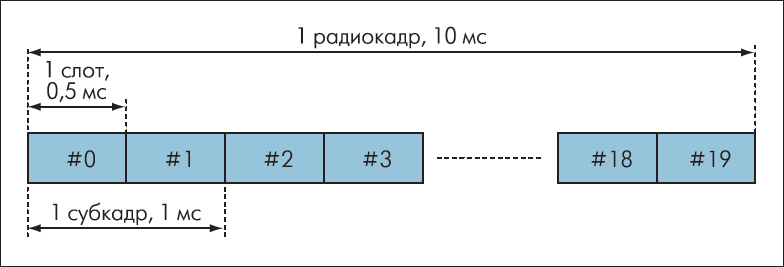 1 радиокадр, 10 мс
1 слот,
0,5 мс
#0 #1 #2 #3 #18 #19
1 субкадр, 1 мс